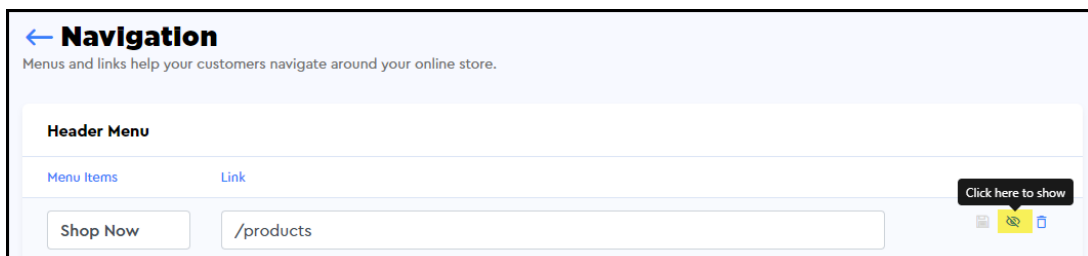 Navigation
Menus and links help your customers navigate around your online store.
Header Menu
Menu Items Link
Click here to show
Shop Now /products